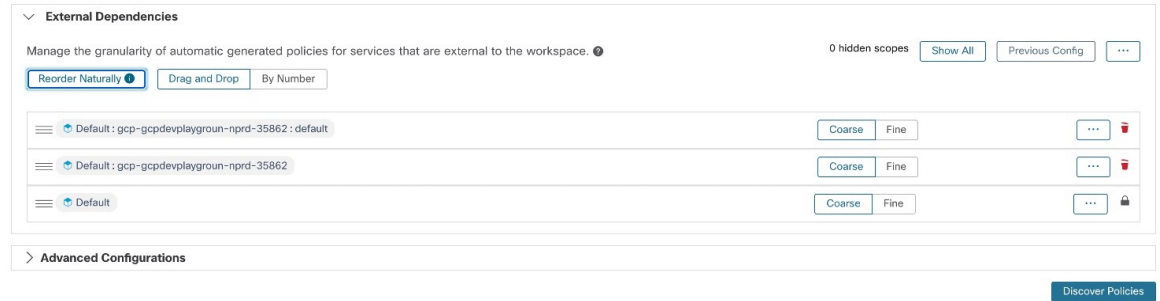 External Dependencies
Manage the granularity of automatic generated policies for services that are external to the workspace.
0 hidden scopes Show All Previous Config ...
Reorder Naturally Drag and Drop By Number
Default : gcp-gcpdevplaygroun-nprd-35862 : default Coarse Fine ...
Default : gcp-gcpdevplaygroun-nprd-35862 Coarse Fine ...
Default Coarse Fine ...
Advanced Configurations
Discover Policies